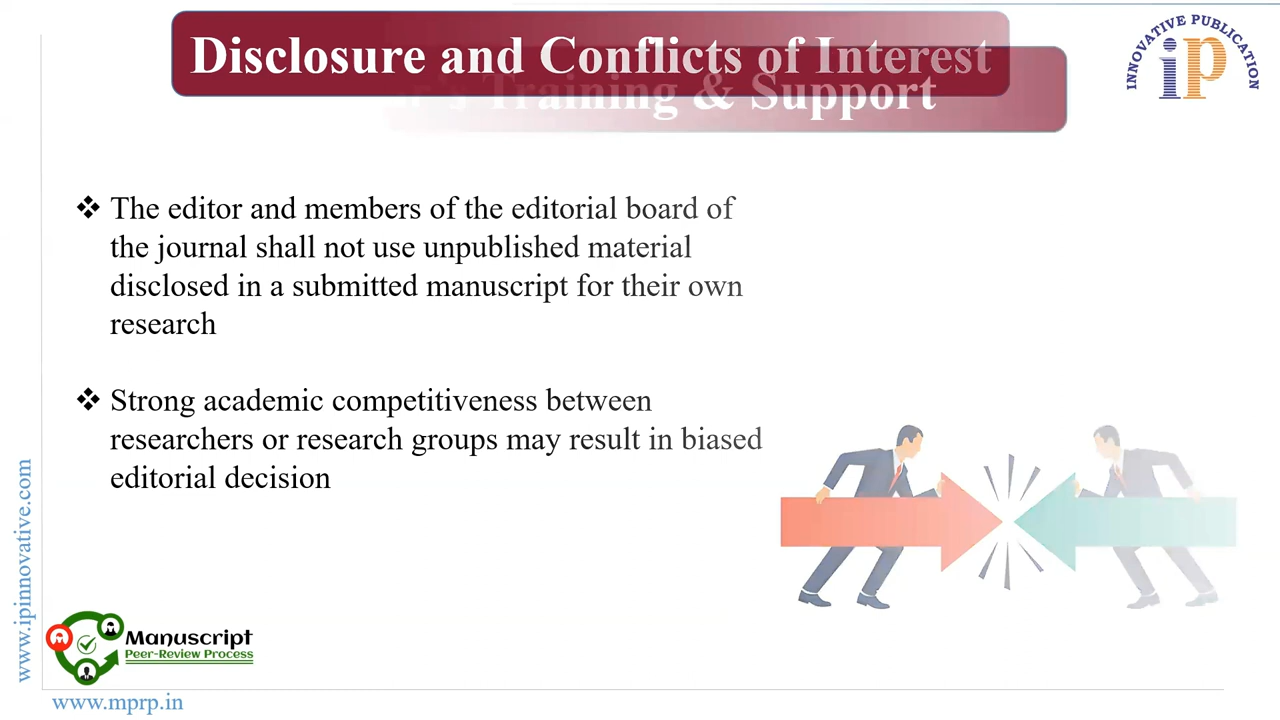 Disclosure and Conflicts of Interest
Training & Support
INNOVATIVE PUBLICATION
ip
❖ The editor and members of the editorial board of
the journal shall not use unpublished material
disclosed in a submitted manuscript for their own
research
❖ Strong academic competitiveness between
researchers or research groups may result in biased
editorial decision
www.ipinnovative.com
Manuscript
Peer-Review Process
www.mprp.in